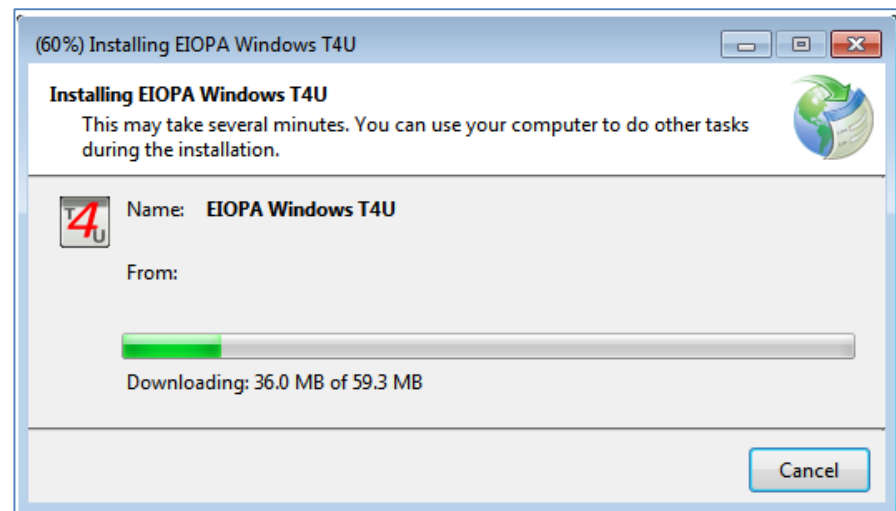 (60%) Installing EIOPA Windows T4U
Installing EIOPA Windows T4U
This may take several minutes. You can use your computer to do other tasks
during the installation.
T4U
Name: EIOPA Windows T4U
From:
Downloading: 36.0 MB of 59.3 MB
Cancel